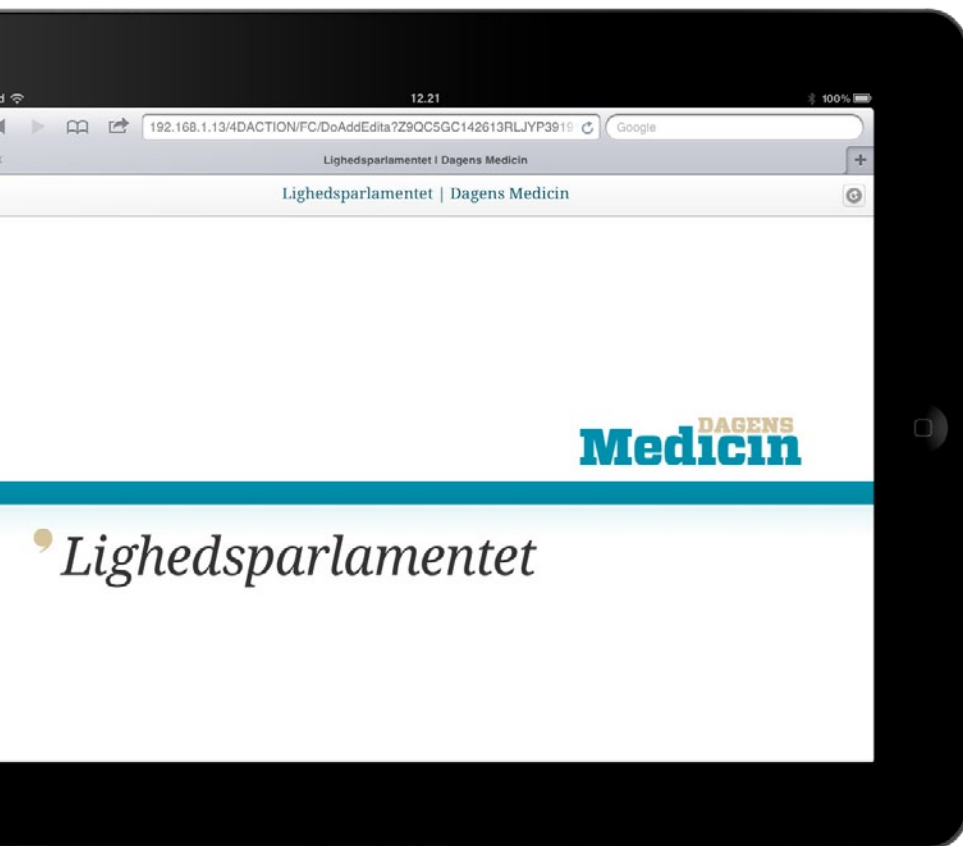 12.21
100%
192.168.1.13/4DACTION/FC/DoAddEdita?Z9QC5GC142613RLJYP3919
Google
Lighedsparlamentet | Dagens Medicin
Lighedsparlamentet | Dagens Medicin
DAGENS
Medicin
’Lighedsparlamentet